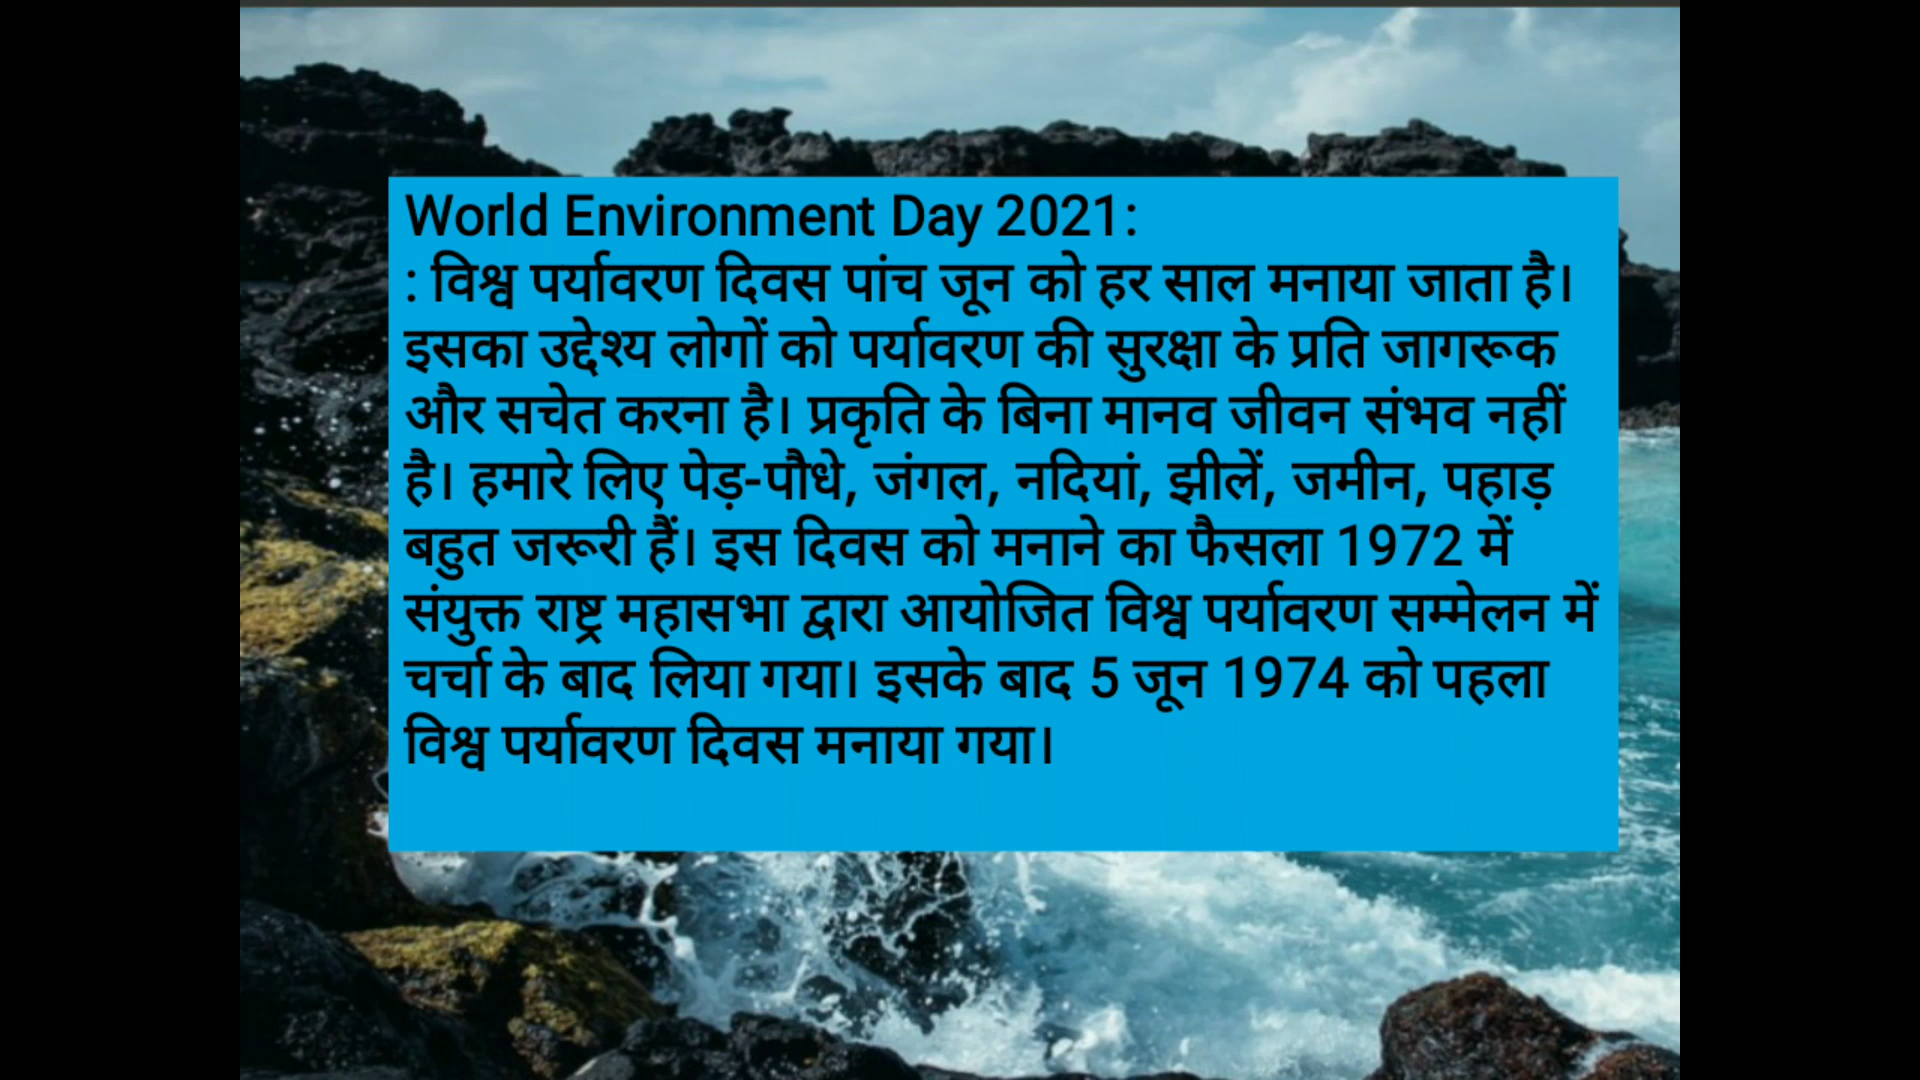 World Environment Day 2021:
: विश्व पर्यावरण दिवस पांच जून को हर साल मनाया जाता है।
इसका उद्देश्य लोगों को पर्यावरण की सुरक्षा के प्रति जागरूक
और सचेत करना है। प्रकृति के बिना मानव जीवन संभव नहीं
है। हमारे लिए पेड़-पौधे, जंगल, नदियां, झीलें, जमीन, पहाड़
बहुत जरूरी हैं। इस दिवस को मनाने का फैसला 1972 में
संयुक्त राष्ट्र महासभा द्वारा आयोजित विश्व पर्यावरण सम्मेलन में
चर्चा के बाद लिया गया। इसके बाद 5 जून 1974 को पहला
विश्व पर्यावरण दिवस मनाया गया।